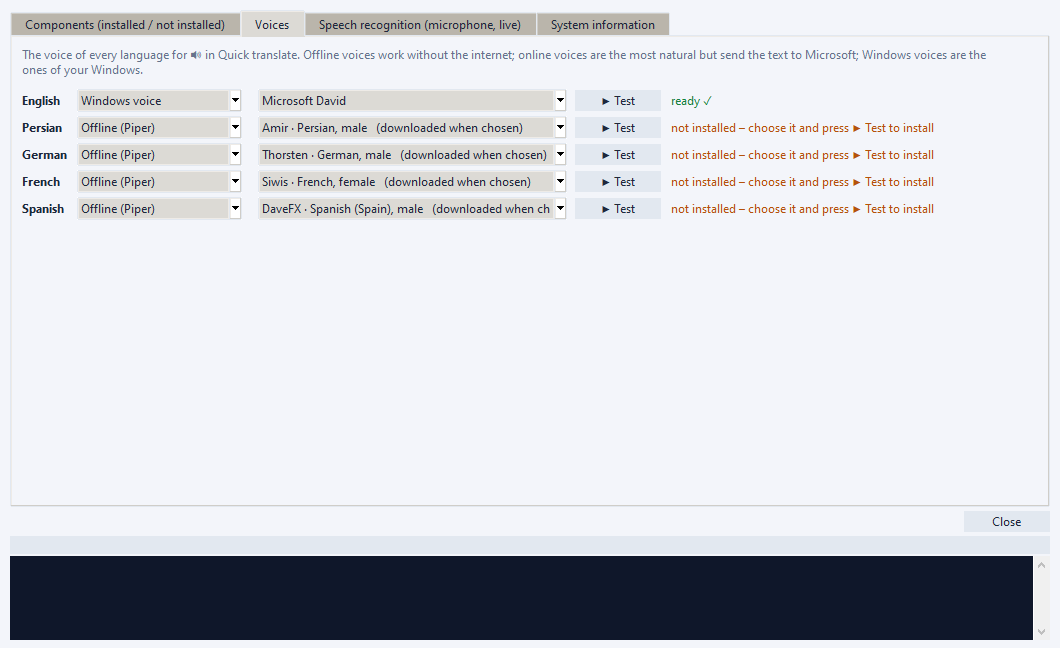 Components (installed / not installed) Voices Speech recognition (microphone, live) System information
The voice of every language for 🔊 in Quick translate. Offline voices work without the internet; online voices are the most natural but send the text to Microsoft; Windows voices are the
ones of your Windows.
English Windows voice Microsoft David ► Test ready ✓
Persian Offline (Piper) Amir · Persian, male (downloaded when chosen) ► Test not installed – choose it and press ► Test to install
German Offline (Piper) Thorsten · German, male (downloaded when chosen) ► Test not installed – choose it and press ► Test to install
French Offline (Piper) Siwis · French, female (downloaded when chosen) ► Test not installed – choose it and press ► Test to install
Spanish Offline (Piper) DaveFX · Spanish (Spain), male (downloaded when ch ► Test not installed – choose it and press ► Test to install
Close